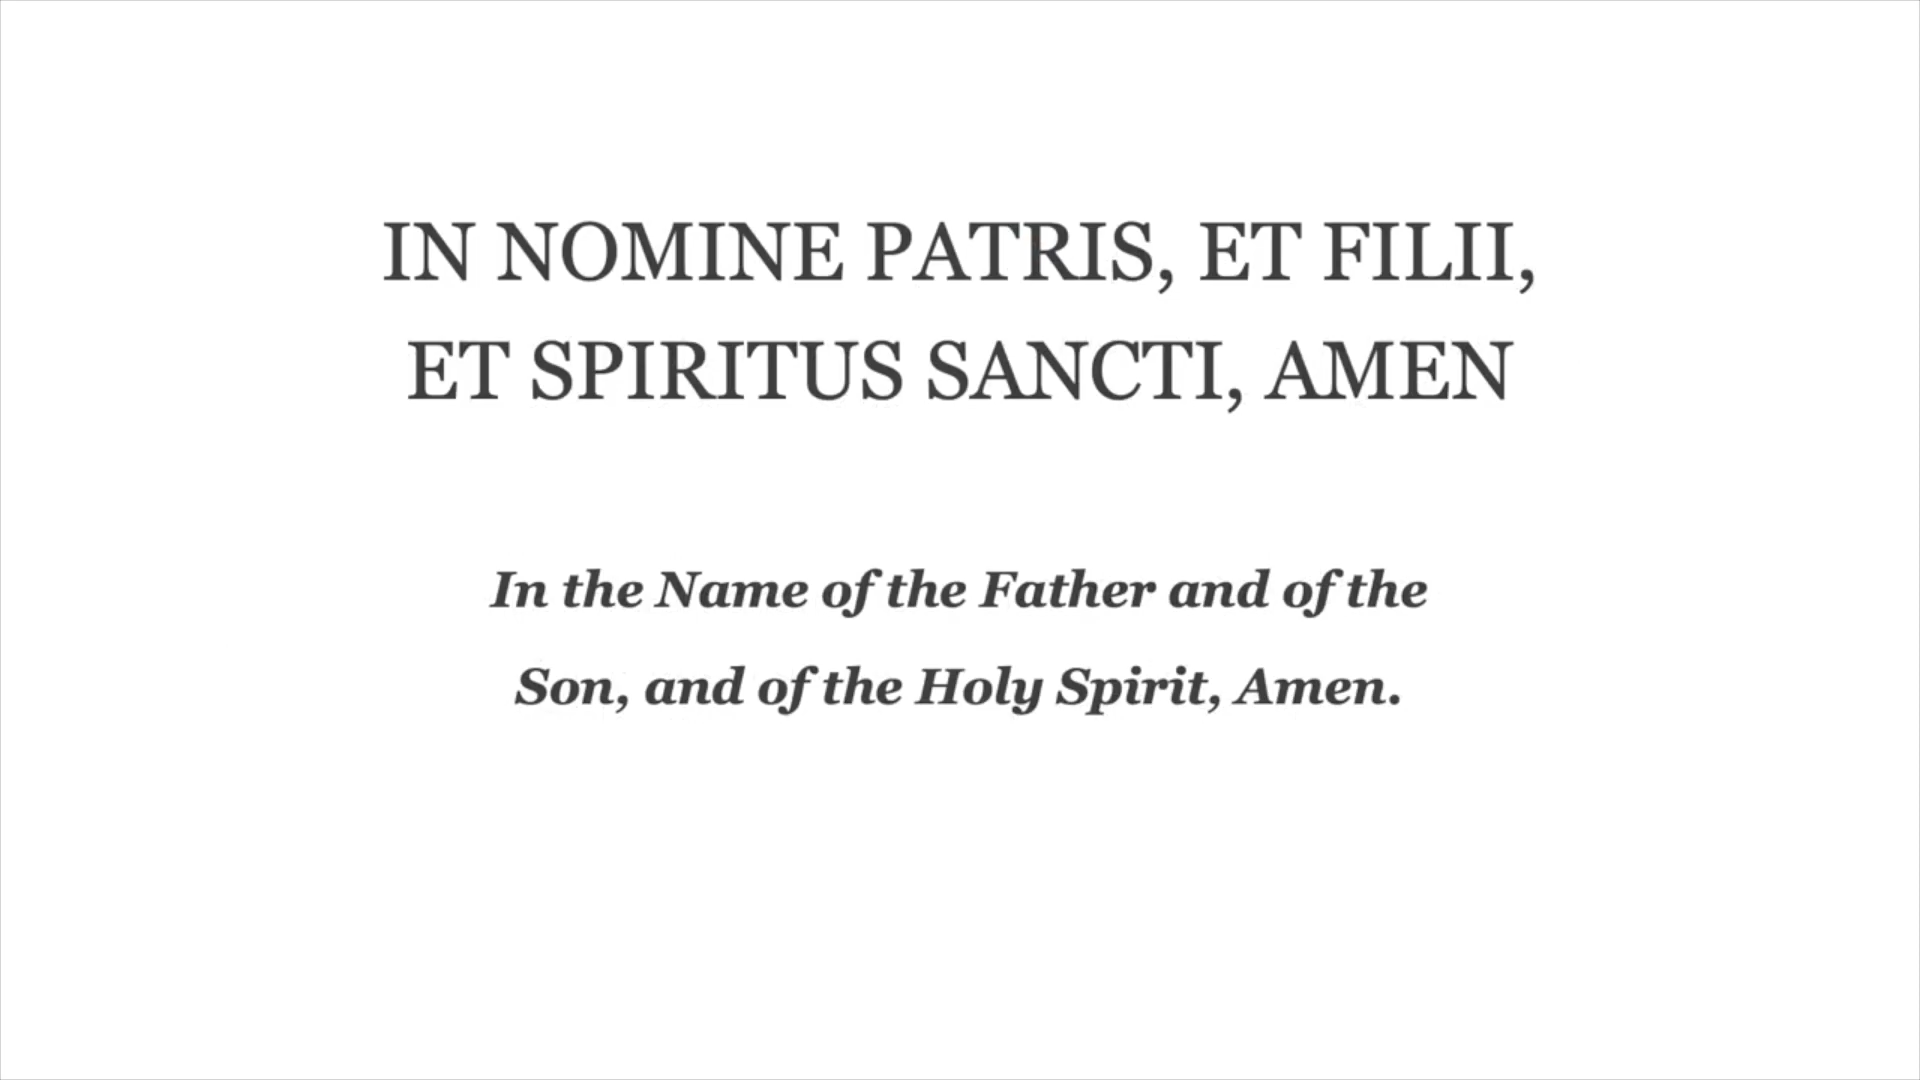 IN NOMINE PATRIS, ET FILII,
ET SPIRITUS SANCTI, AMEN
In the Name of the Father and of the
Son, and of the Holy Spirit, Amen.